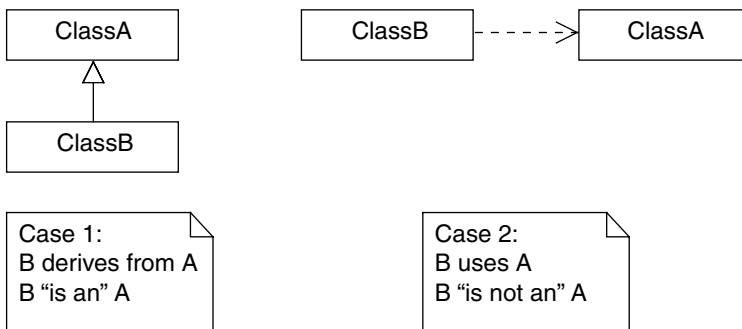 ClassA
ClassB
ClassB
ClassA
Case 1:
B derives from A
B “is an” A
Case 2:
B uses A
B “is not an” A